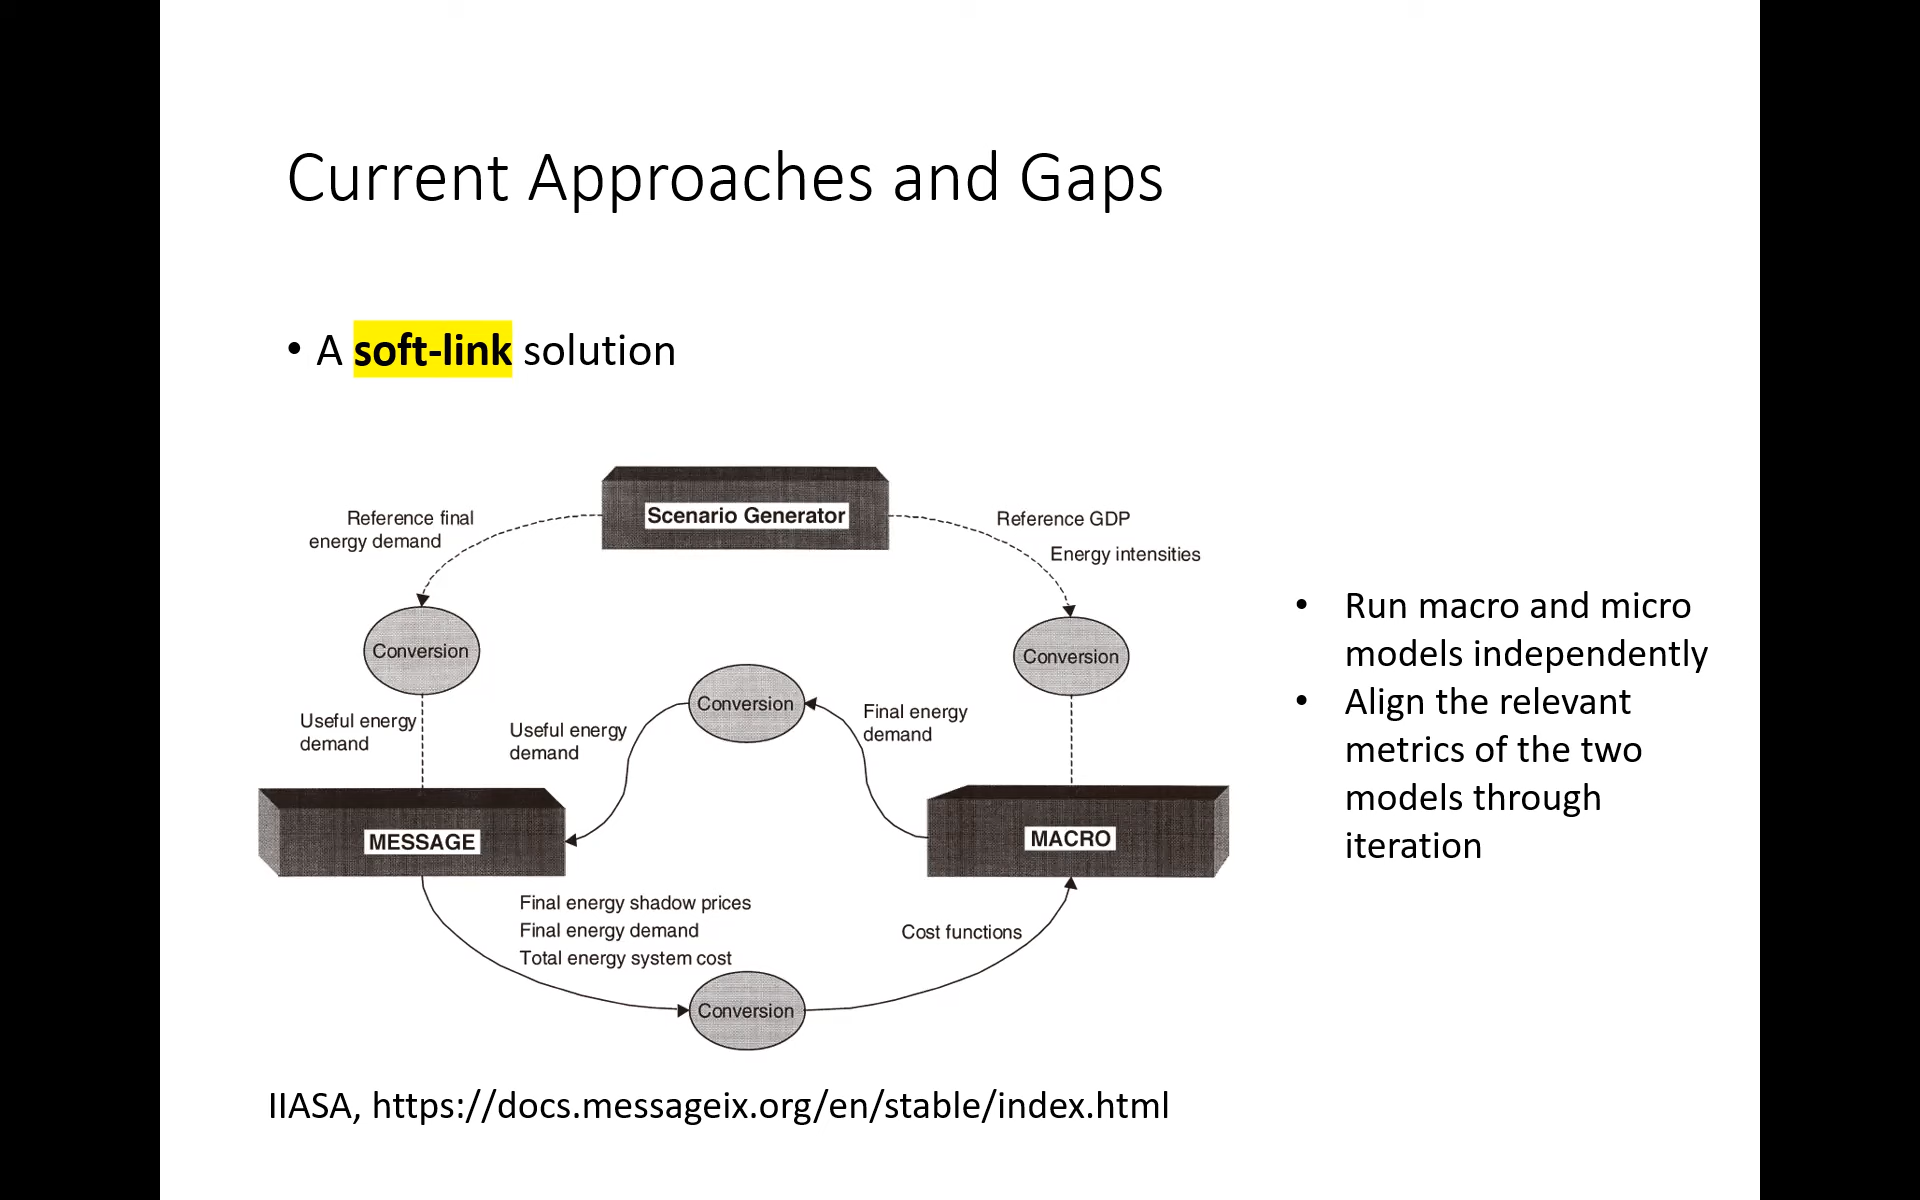 Current Approaches and Gaps
• A soft-link solution
Scenario Generator
Reference final
energy demand
Reference GDP
Energy intensities
Conversion
Conversion
Conversion
Useful energy
demand
Useful energy
demand
Final energy
demand
MESSAGE
MACRO
Final energy shadow prices
Final energy demand
Total energy system cost
Cost functions
Conversion
• Run macro and micro
models independently
• Align the relevant
metrics of the two
models through
iteration
IIASA, https://docs.messageix.org/en/stable/index.html